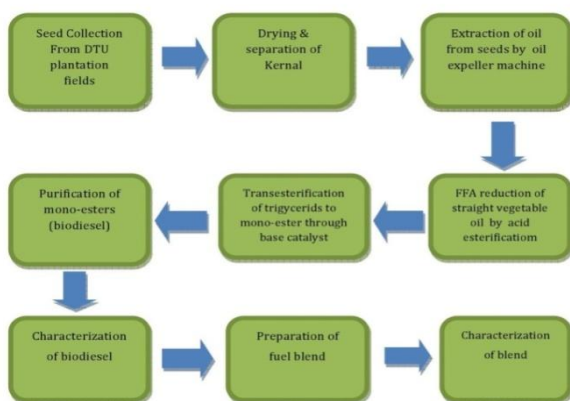 Seed Collection
From DTU
plantation
fields
Drying &
separation of
Kernal
Extraction of oil
from seeds by oil
expeller machine
FFA reduction of
straight vegetable
oil by acid
esterificatiom
Transesterification
of trigycerids to
mono-ester through
base catalyst
Purification of
mono-esters
(biodiesel)
Characterization
of biodiesel
Preparation of
fuel blend
Characterization
of blend